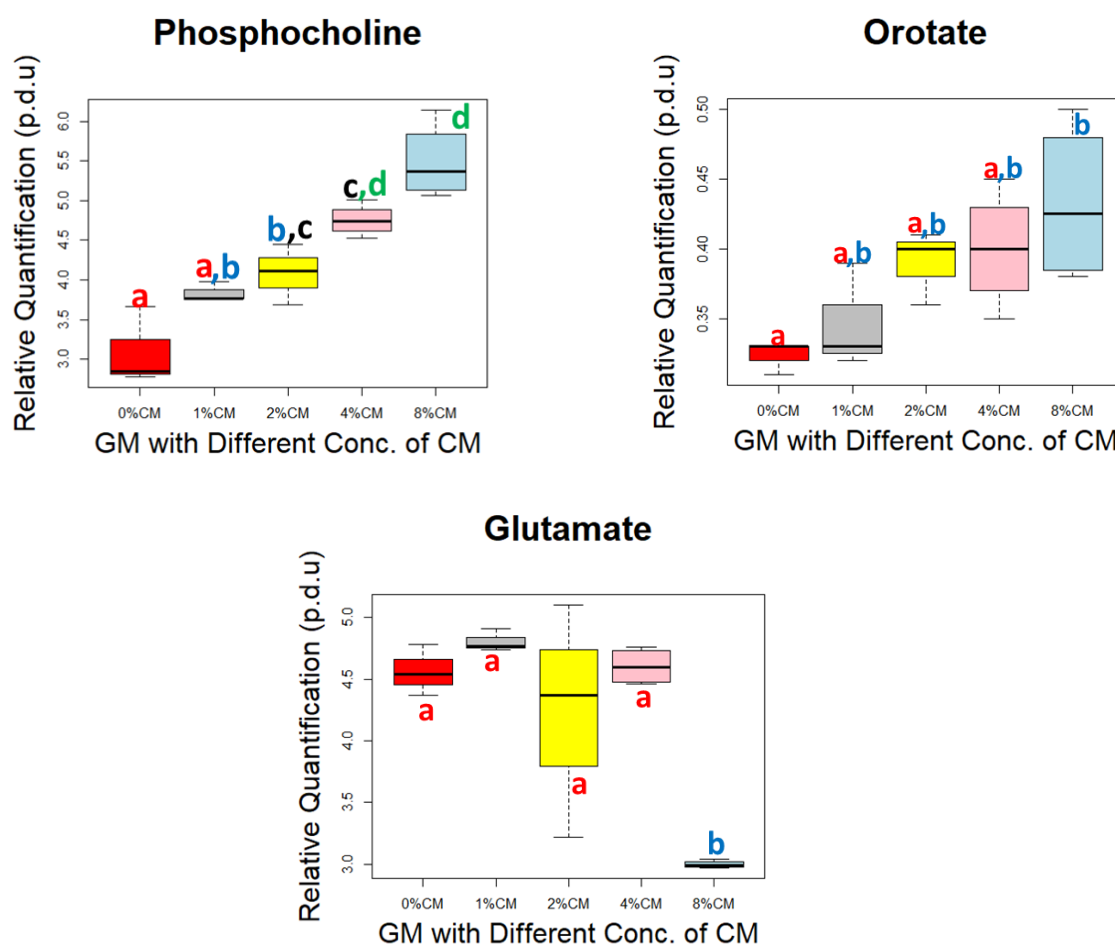 Phosphocholine
Relative Quantification (p.d.u)
6.0
5.5
5.0
4.5
4.0
3.5
3.0
a
a,b
b,c
c,d
d
0%CM 1%CM 2%CM 4%CM 8%CM
GM with Different Conc. of CM
Orotate
Relative Quantification (p.d.u)
0.50
0.45
0.40
0.35
a
a,b
a,b
a,b
b
0%CM 1%CM 2%CM 4%CM 8%CM
GM with Different Conc. of CM
Glutamate
Relative Quantification (p.d.u)
5.0
4.5
4.0
3.5
3.0
a
a
a
a
b
0%CM 1%CM 2%CM 4%CM 8%CM
GM with Different Conc. of CM